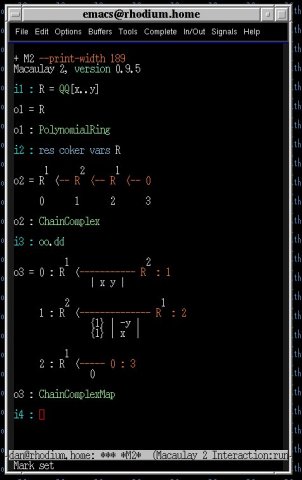 emacs@rhodium.home
File Edit Options Buffers Tools Complete In/Out Signals Help
+ M2 --print-width 189
Macaulay 2, version 0.9.5
i1 : R = QQ[x..y]
o1 = R
o1 : PolynomialRing
i2 : res coker vars R
1 2 1
o2 = R <-- R <-- R <-- 0
0 1 2 3
o2 : ChainComplex
i3 : oo.dd
1 2
o3 = 0 : R <----------- R : 1
| x y |
2 1
1 : R <------------- R : 2
{1} | -y |
{1} | x |
1
2 : R <----- 0 : 3
0
o3 : ChainComplexMap
i4 :
dan@rhodium.home: *** *M2* (Macaulay 2 Interaction:run
Mark set